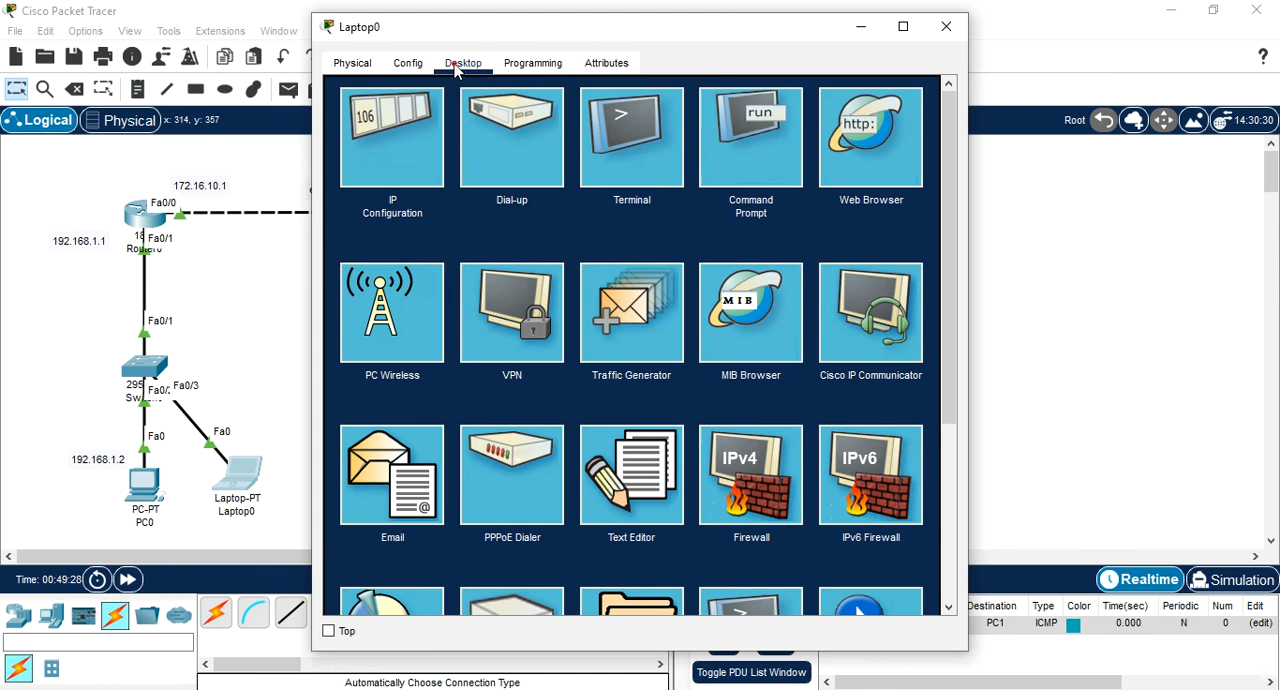 Cisco Packet Tracer
File Edit Options View Tools Extensions Window
Logical Physical x: 314, y: 357
Root 14:30:30
Laptop0
Physical Config Desktop Programming Attributes
106
>
run
http:
IP Configuration
Dial-up
Terminal
Command Prompt
Web Browser
MIB
PC Wireless
VPN
Traffic Generator
MIB Browser
Cisco IP Communicator
@
IPv4
IPv6
Email
PPPoE Dialer
Text Editor
Firewall
IPv6 Firewall
>
Top
172.16.10.1
Fa0/0
192.168.1.1
Fa0/1
Fa0/1
Fa0/3
Fa0
Fa0
192.168.1.2
PC-PT
PC0
Laptop-PT
Laptop0
Time: 00:49:28
Realtime Simulation
Destination Type Color Time(sec) Periodic Num Edit
PC1 ICMP 0.000 N 0 (edit)
Toggle PDU List Window
Automatically Choose Connection Type